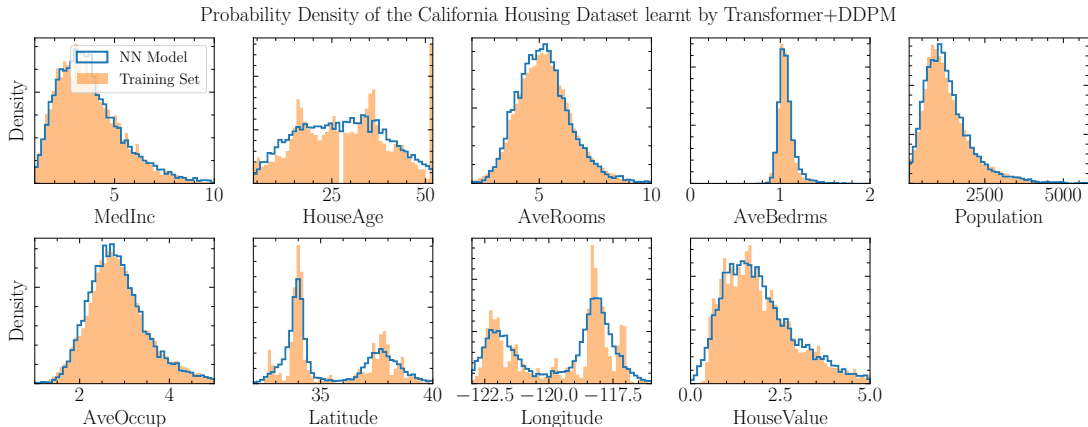 Probability Density of the California Housing Dataset learnt by Transformer+DDPM
NN Model
Training Set
Density
5 10
MedInc
25 50
HouseAge
5 10
AveRooms
0 1 2
AveBedrms
2500 5000
Population
Density
2 4
AveOccup
35 40
Latitude
−122.5 −120.0 −117.5
Longitude
0.0 2.5 5.0
HouseValue